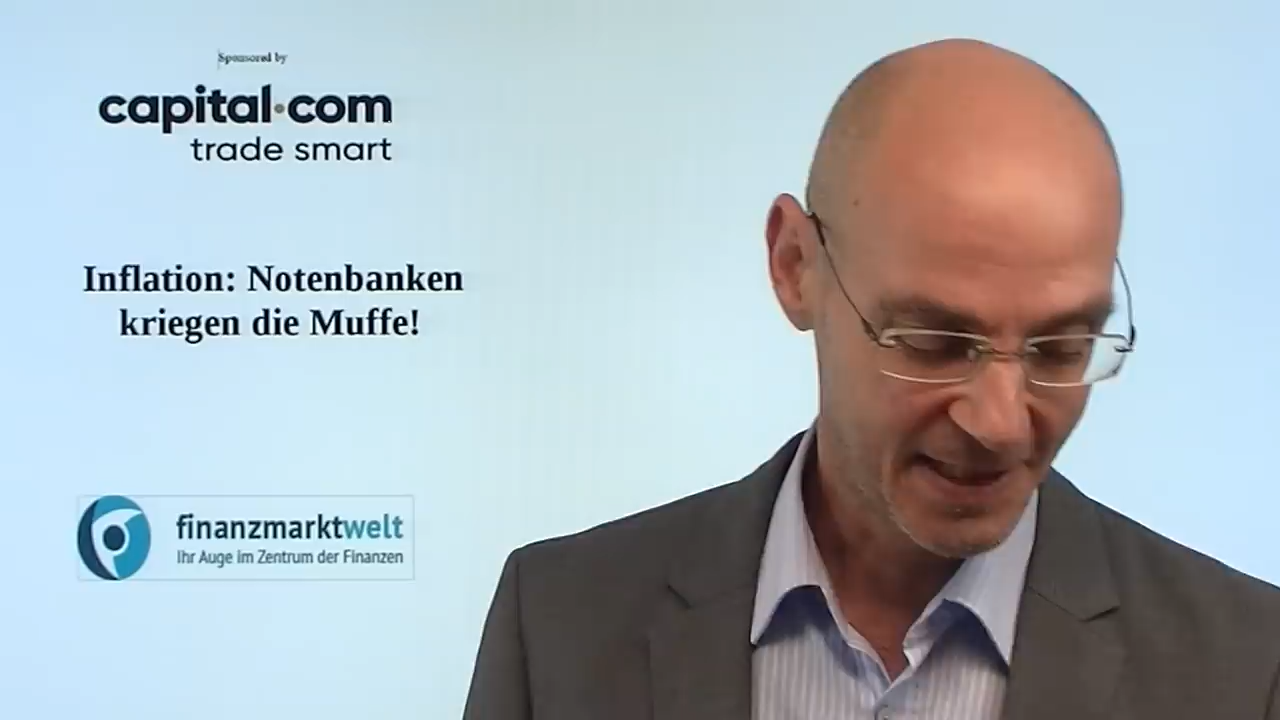 Sponsored by
capital.com
trade smart
Inflation: Notenbanken
kriegen die Muffe!
finanzmarktwelt
Ihr Auge im Zentrum der Finanzen